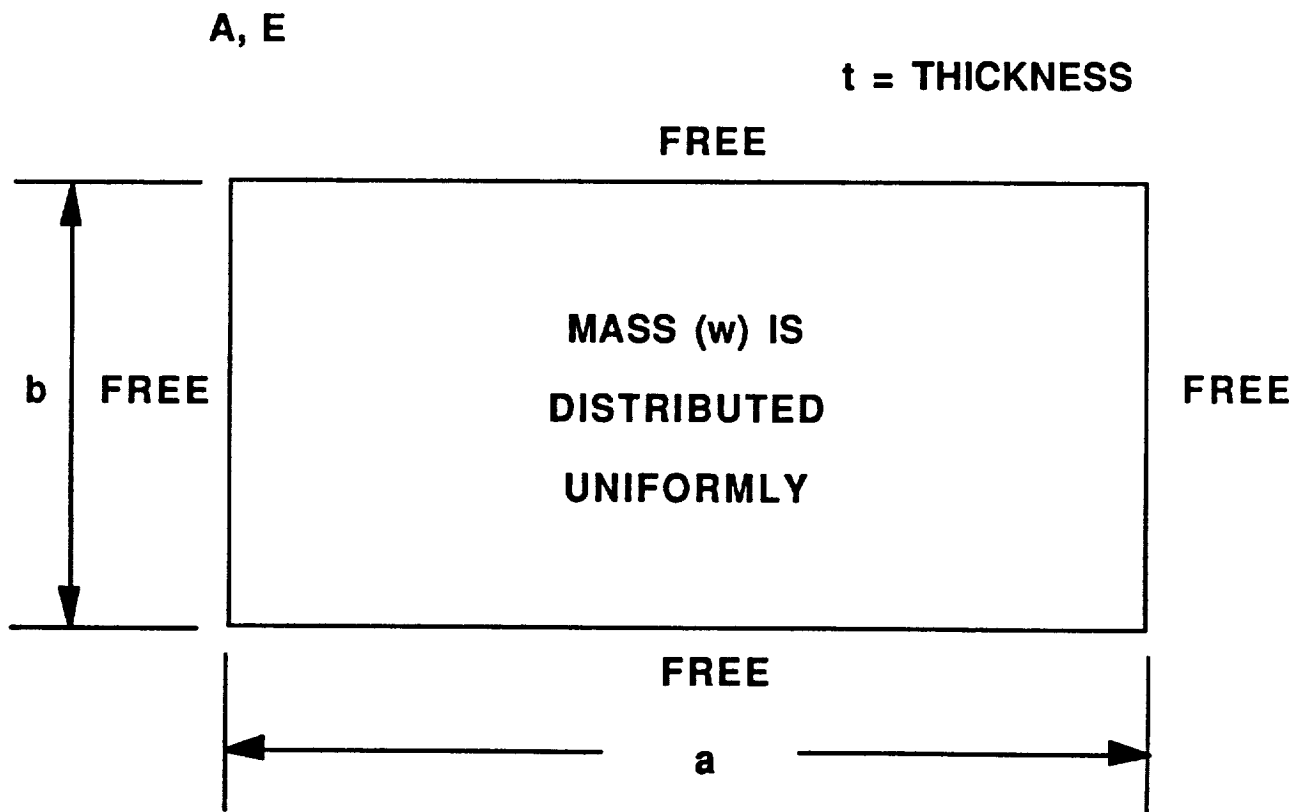 A, E
t = THICKNESS
FREE
b
FREE
MASS (w) IS
DISTRIBUTED
UNIFORMLY
FREE
FREE
a